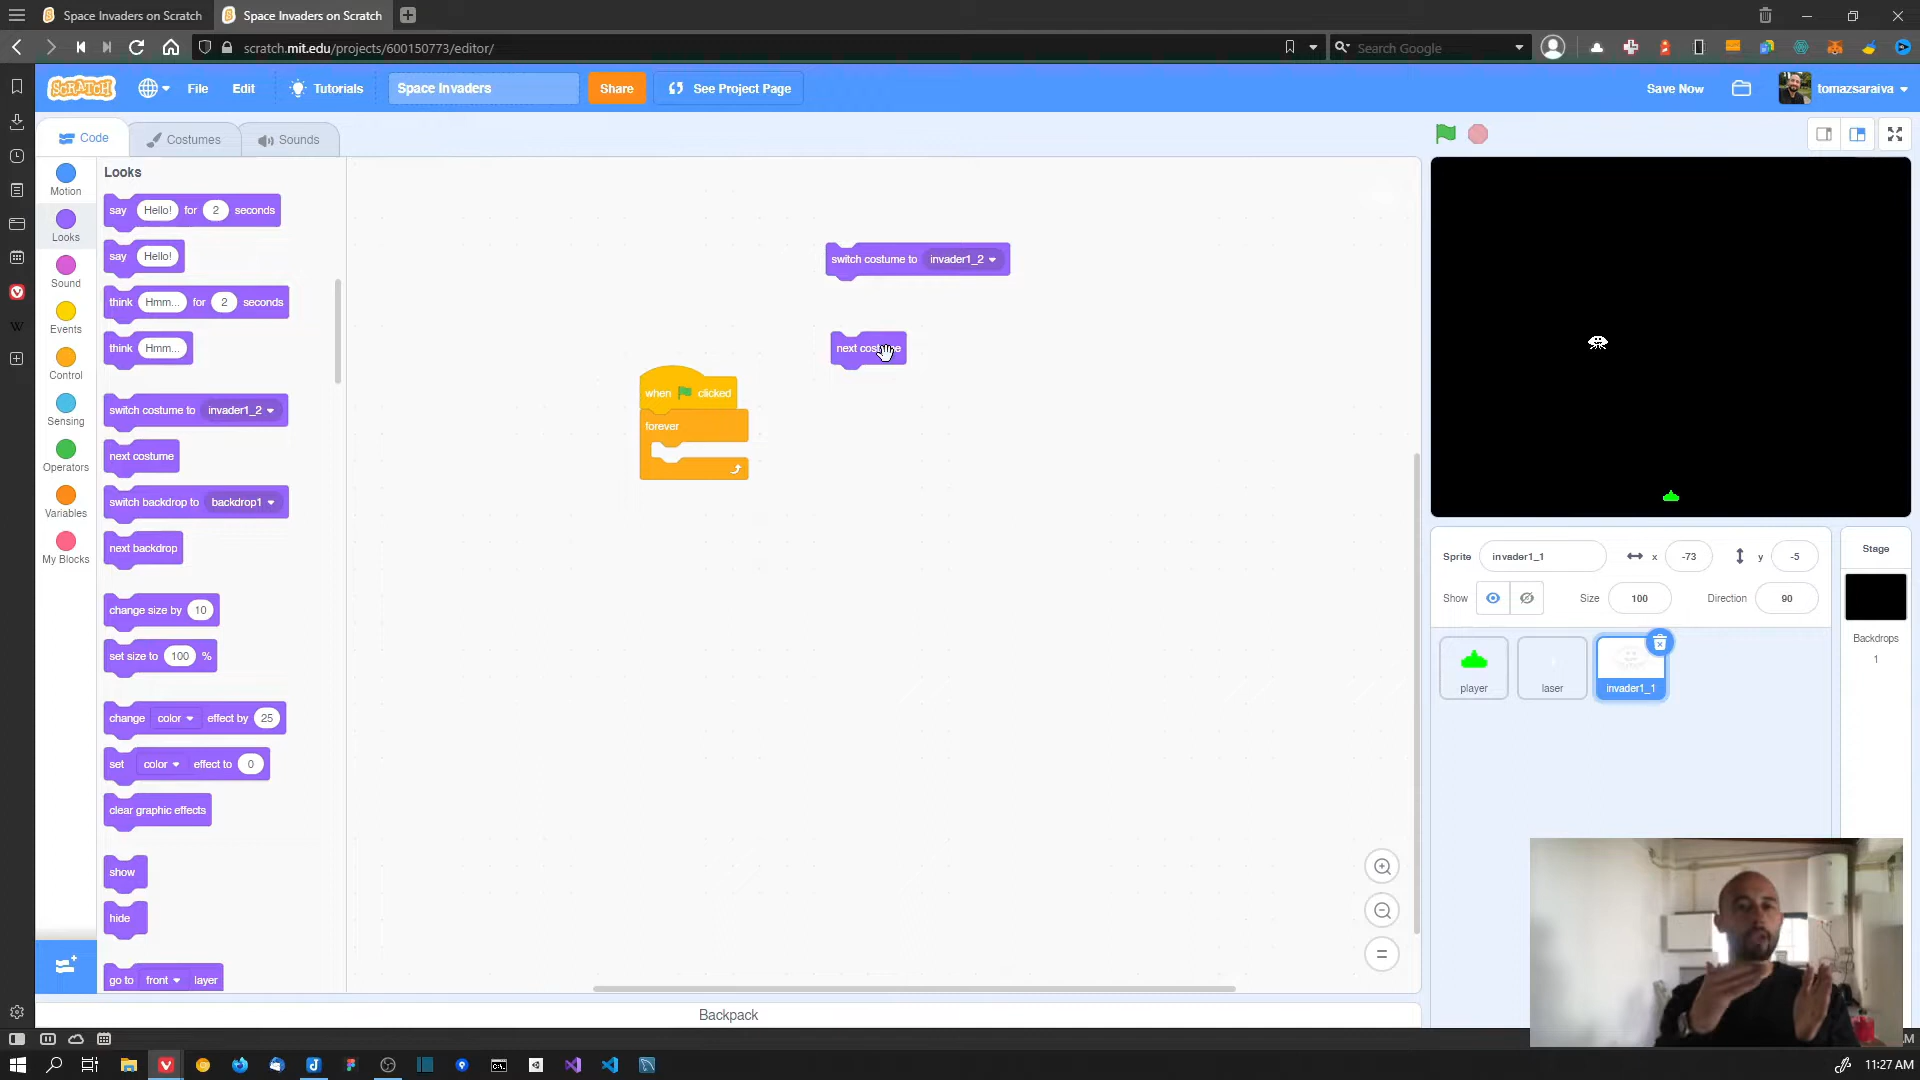 Space Invaders on Scratch
Space Invaders on Scratch
scratch.mit.edu/projects/600150773/editor/
Search Google
SCRATCH
File
Edit
Tutorials
Space Invaders
Share
See Project Page
Save Now
tomazsaraiva
Code
Costumes
Sounds
Motion
Looks
Sound
Events
Control
Sensing
Operators
Variables
My Blocks
Looks
say Hello! for 2 seconds
say Hello!
think Hmm... for 2 seconds
think Hmm...
switch costume to invader1_2
next costume
switch backdrop to backdrop1
next backdrop
change size by 10
set size to 100 %
change color effect by 25
set color effect to 0
clear graphic effects
show
hide
go to front layer
switch costume to invader1_2
next costume
when clicked
forever
Sprite invader1_1 x -73 y -5
Show Size 100 Direction 90
player
laser
invader1_1
Stage
Backdrops
1
Backpack
11:27 AM